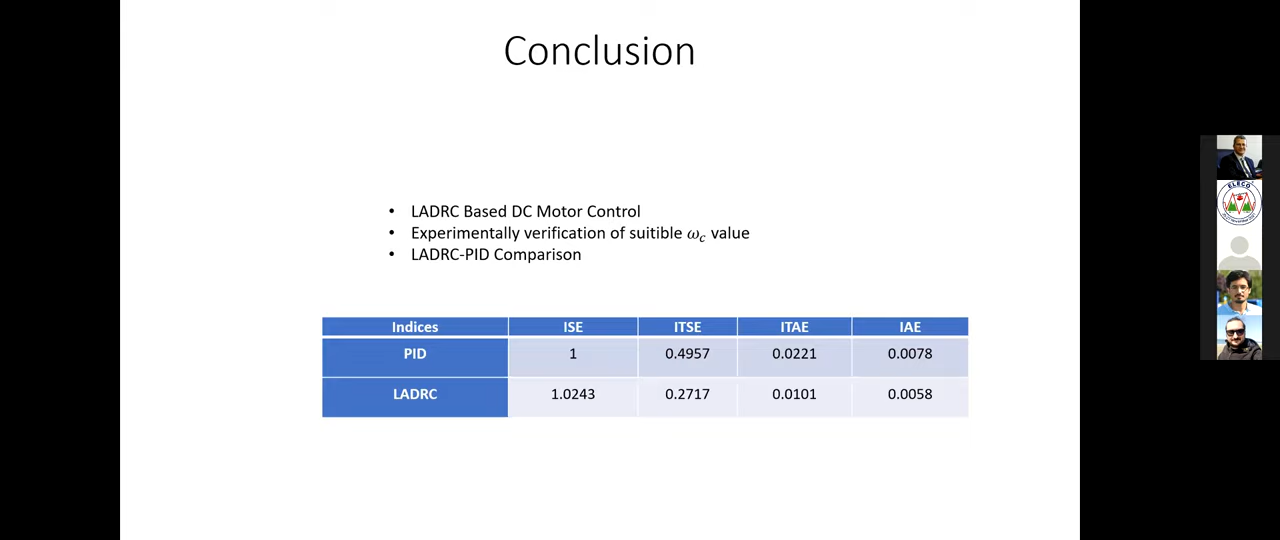 Conclusion
• LADRC Based DC Motor Control
• Experimentally verification of suitible ω_c value
• LADRC-PID Comparison
Indices ISE ITSE ITAE IAE
PID 1 0.4957 0.0221 0.0078
LADRC 1.0243 0.2717 0.0101 0.0058
ELECO